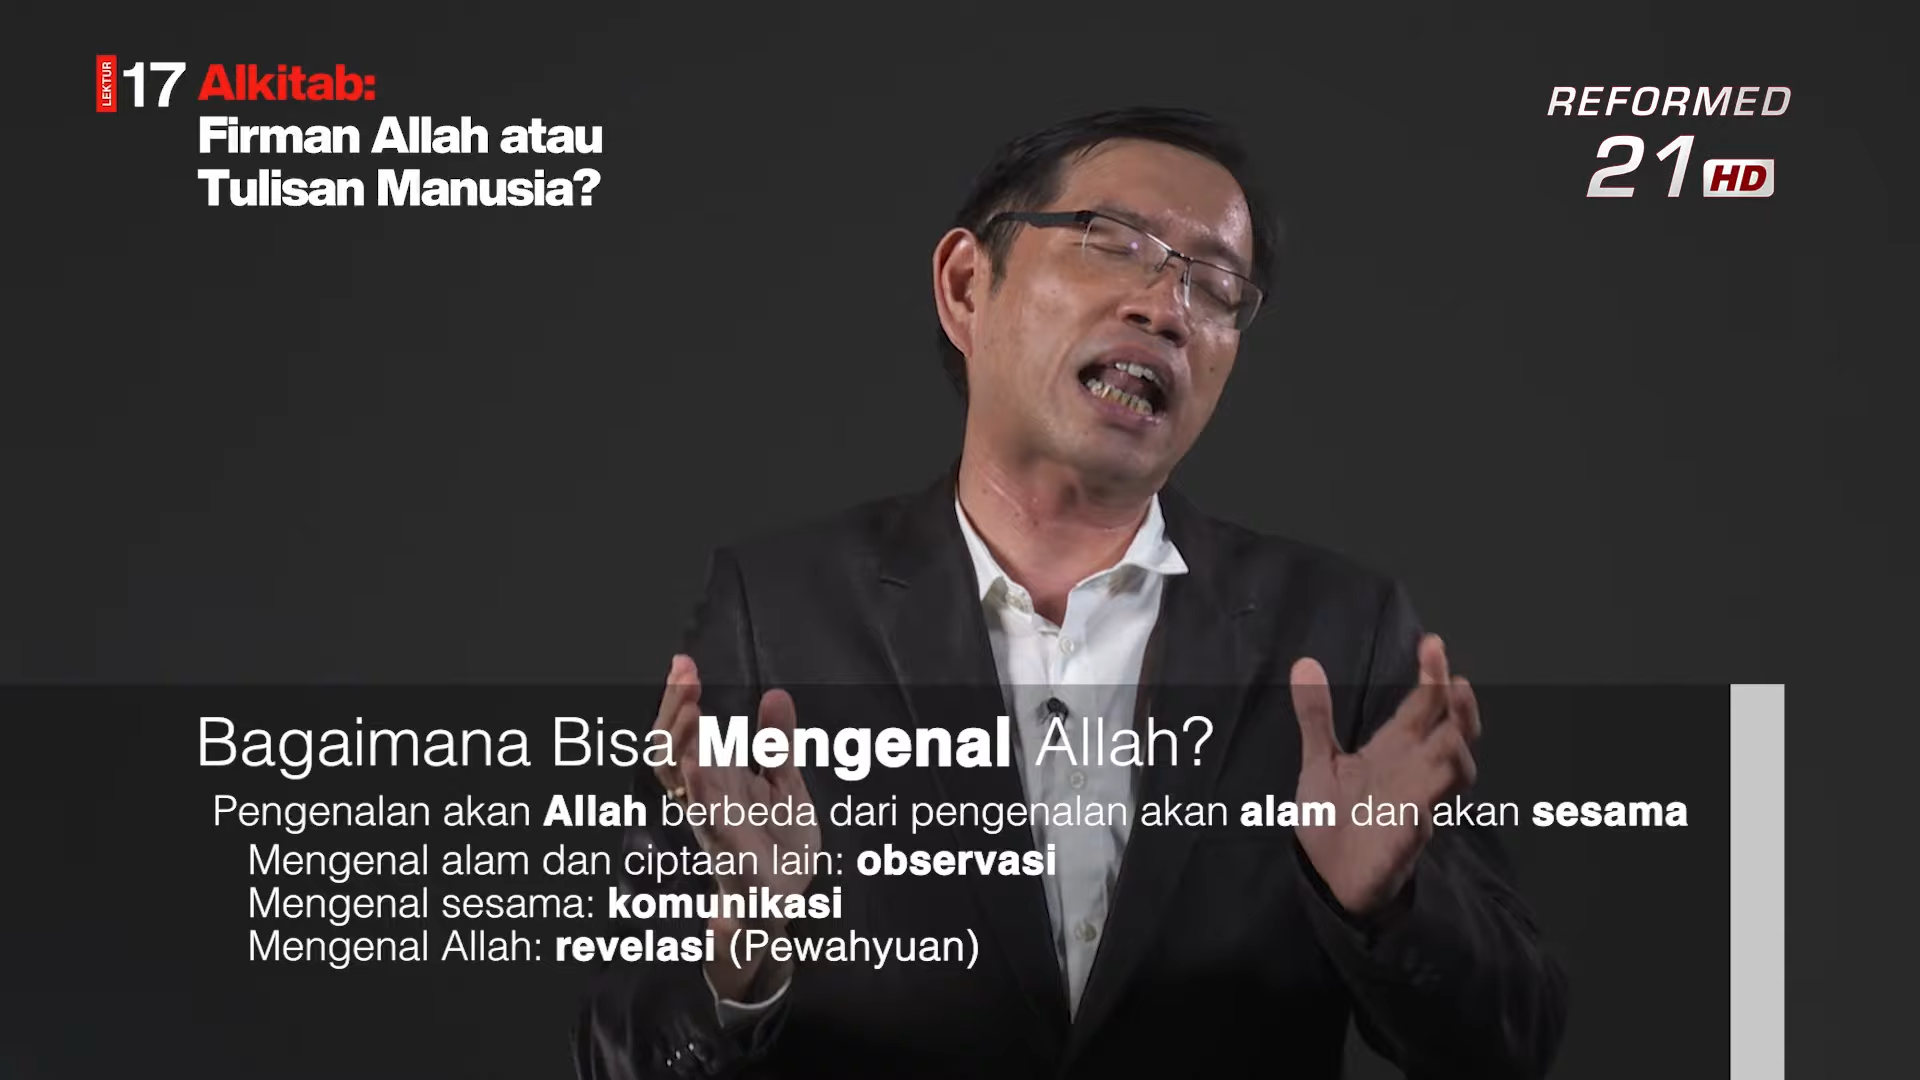 LEKTUR
17 Alkitab:
Firman Allah atau
Tulisan Manusia?
REFORMED
21 HD
Bagaimana Bisa Mengenal Allah?
Pengenalan akan Allah berbeda dari pengenalan akan alam dan akan sesama
Mengenal alam dan ciptaan lain: observasi
Mengenal sesama: komunikasi
Mengenal Allah: revelasi (Pewahyuan)